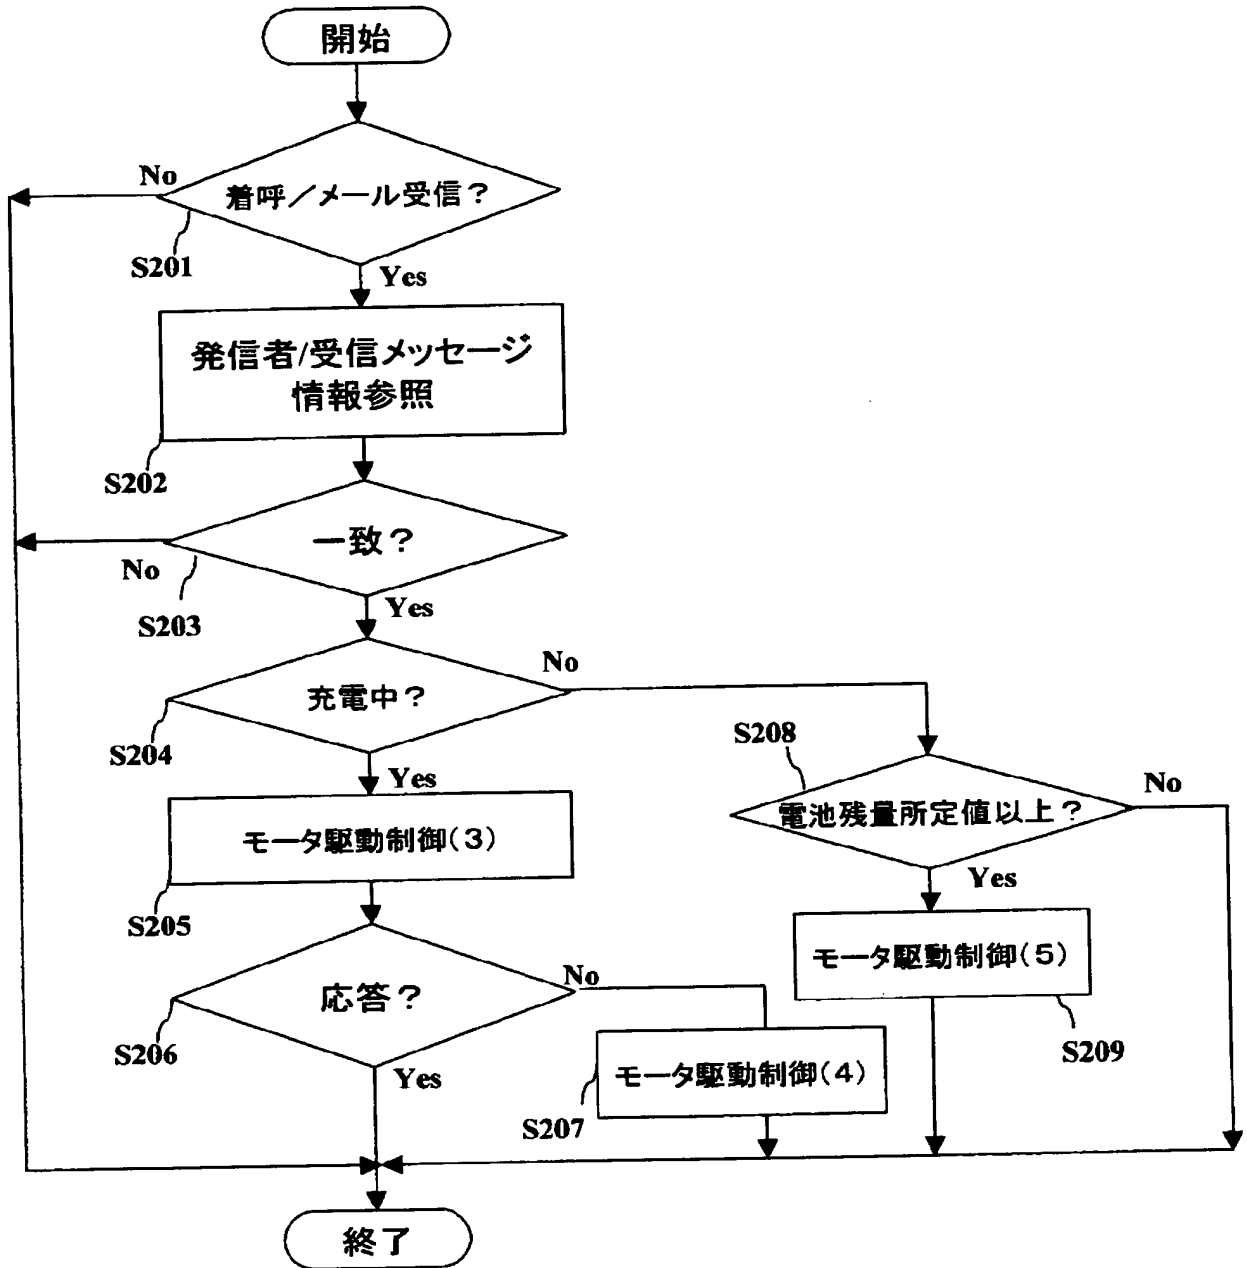 開始
No
着呼/メール受信?
S201
Yes
発信者/受信メッセージ
情報参照
S202
一致?
No
S203
Yes
No
充電中?
S204
Yes
S208
電池残量所定値以上?
No
モータ駆動制御(3)
S205
Yes
モータ駆動制御(5)
S209
応答?
No
S206
Yes
モータ駆動制御(4)
S207
終了